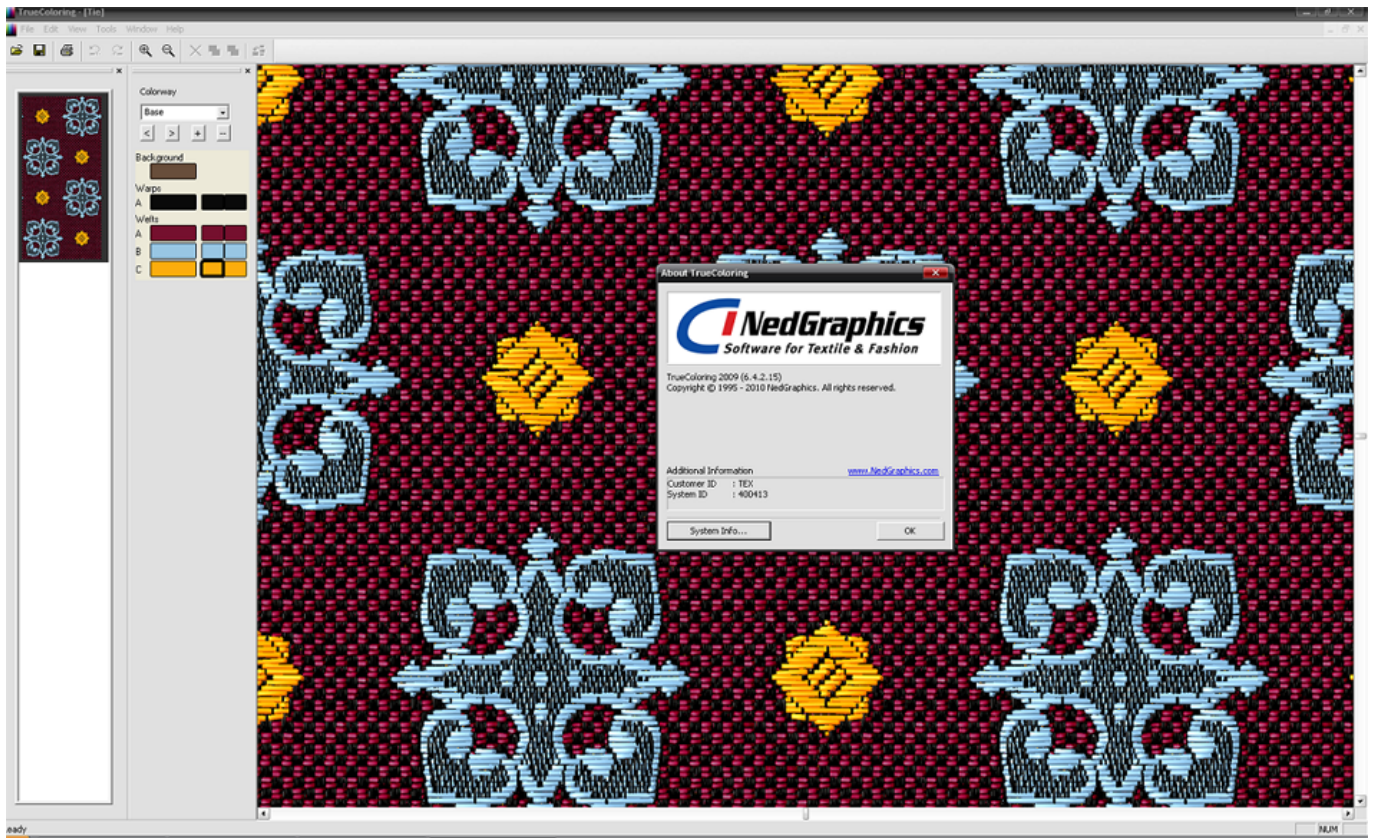 TrueColoring - [Tie]
File Edit View Tools Window Help
Colorway
Base
< > + --
Background
Warps
A
Wefts
A
B
C
About TrueColoring
NedGraphics
Software for Textile & Fashion
TrueColoring 2009 (6.4.2.15)
Copyright © 1995 - 2010 NedGraphics. All rights reserved.
Additional Information www.NedGraphics.com
Customer ID : TEX
System ID : 400413
System Info... OK
eady NUM